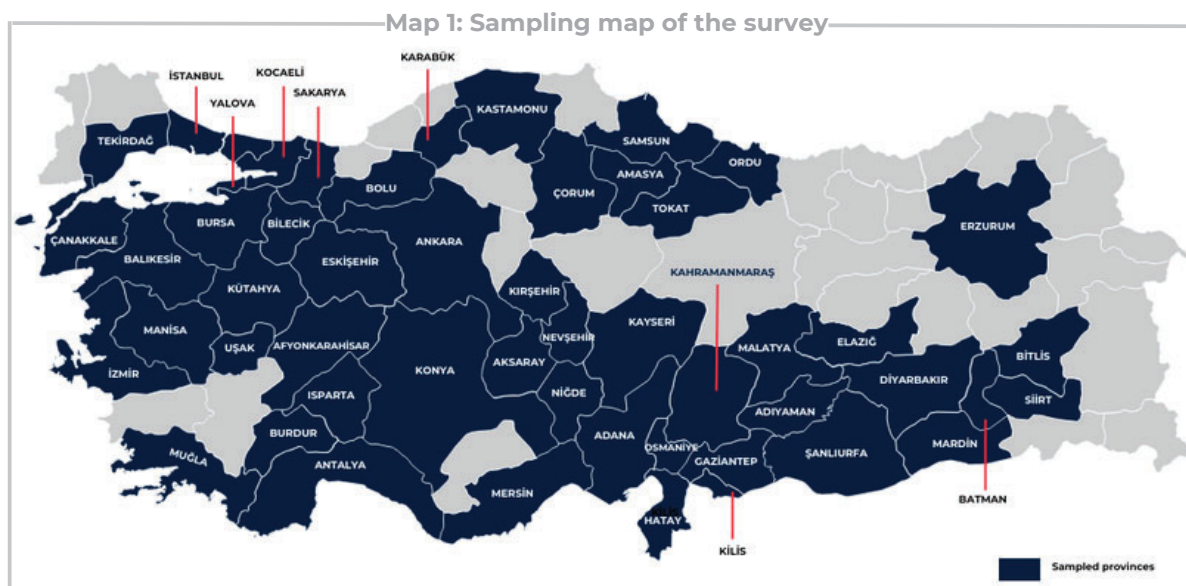 Map 1: Sampling map of the survey
KARABÜK
KOCAELİ
İSTANBUL
SAKARYA
YALOVA
KASTAMONU
TEKİRDAĞ
SAMSUN
ORDU
AMASYA
BOLU
ÇORUM
TOKAT
BURSA
BİLECİK
ERZURUM
ÇANAKKALE
ANKARA
BALIKESİR
ESKİŞEHİR
KAHRAMANMARAŞ
KÜTAHYA
KIRŞEHİR
KAYSERİ
MANİSA
NEVŞEHİR
ELAZIĞ
UŞAK
AFYONKARAHİSAR
MALATYA
BİTLİS
AKSARAY
İZMİR
KONYA
DİYARBAKIR
ISPARTA
NİĞDE
SİİRT
ADIYAMAN
BURDUR
ADANA
MARDİN
OSMANİYE
MUĞLA
ŞANLIURFA
GAZİANTEP
ANTALYA
MERSİN
BATMAN
HATAY
KİLİS
Sampled provinces